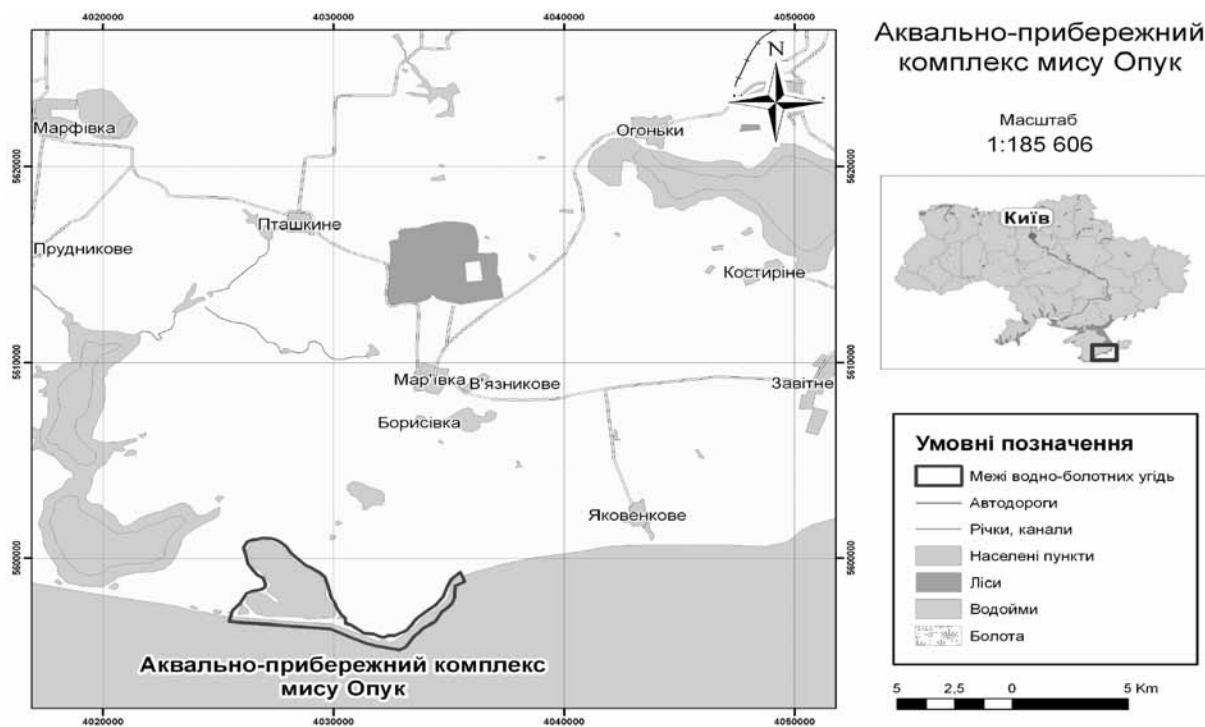 4020000
4030000
4040000
4050000
Аквально-прибережний
комплекс мису Опук
N
Масштаб
1:185 606
Марфівка
Огоньки
5620000
5620000
Пташкине
Прудникове
Костиріне
Київ
5610000
5610000
Мар'ївка
В'язникове
Завітне
Борисівка
Яковенкове
5600000
5600000
Аквально-прибережний комплекс
мису Опук
4020000
4030000
4040000
4050000
Умовні позначення
Межі водно-болотних угідь
Автодороги
Річки, канали
Населені пункти
Ліси
Водойми
Болота
5 2,5 0 5 Km